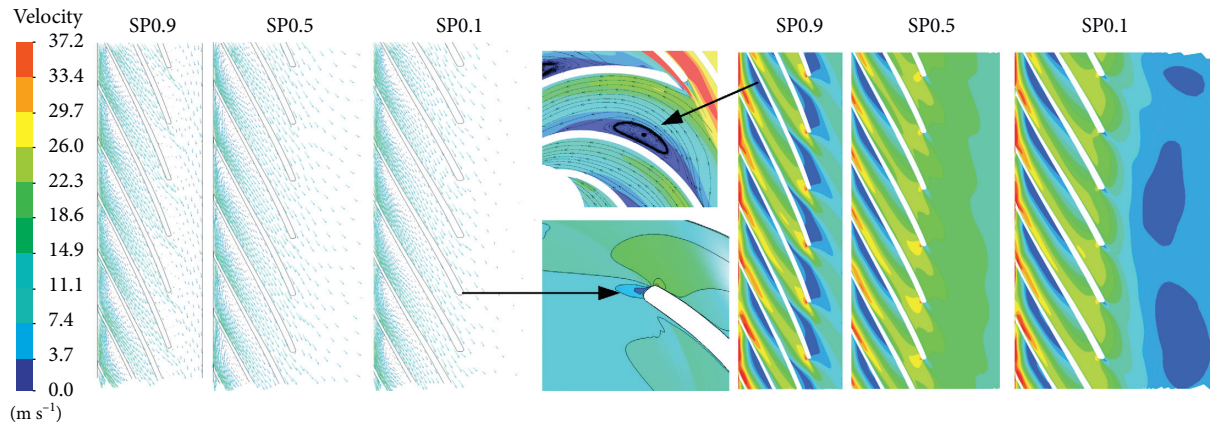 Velocity
37.2
33.4
29.7
26.0
22.3
18.6
14.9
11.1
7.4
3.7
0.0
(m s⁻¹)
SP0.9
SP0.5
SP0.1
SP0.9
SP0.5
SP0.1